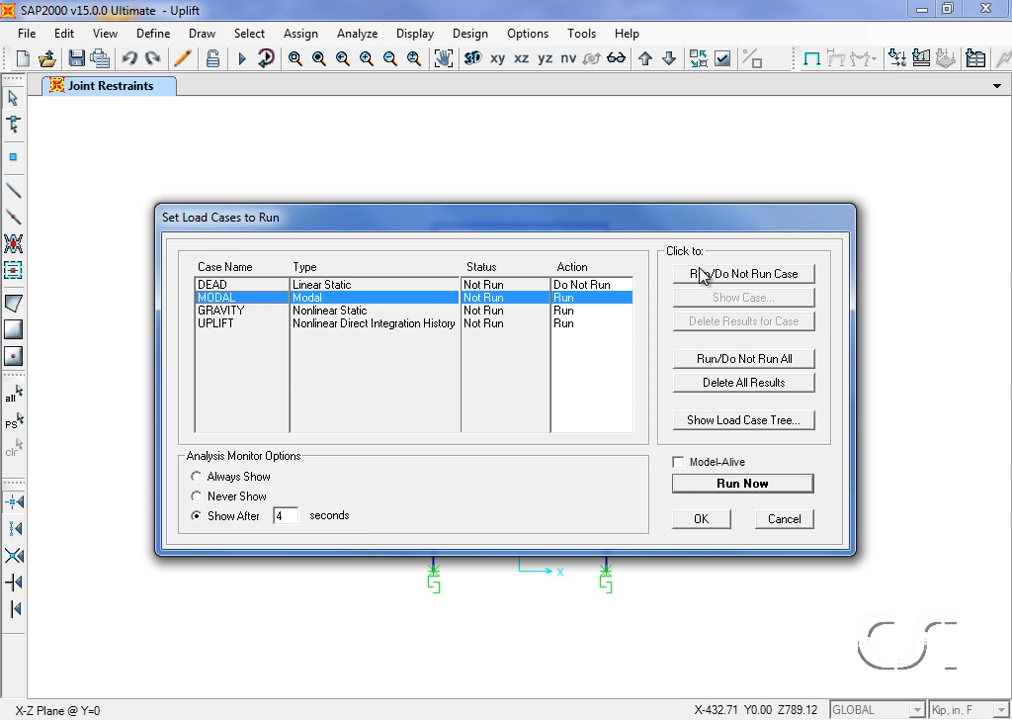 SAP2000 v15.0.0 Ultimate - Uplift
File Edit View Define Draw Select Assign Analyze Display Design Options Tools Help
3D xy xz yz nv
Joint Restraints
Set Load Cases to Run
Case Name Type Status Action
DEAD Linear Static Not Run Do Not Run
MODAL Modal Not Run Run
GRAVITY Nonlinear Static Not Run Run
UPLIFT Nonlinear Direct Integration History Not Run Run
Click to:
Run/Do Not Run Case
Show Case...
Delete Results for Case
Run/Do Not Run All
Delete All Results
Show Load Case Tree...
Analysis Monitor Options
Always Show
Never Show
Show After 4 seconds
Model-Alive
Run Now
OK Cancel
all
PS
clr
X
CSI
X-Z Plane @ Y=0 X-432.71 Y0.00 Z789.12 GLOBAL Kip, in, F